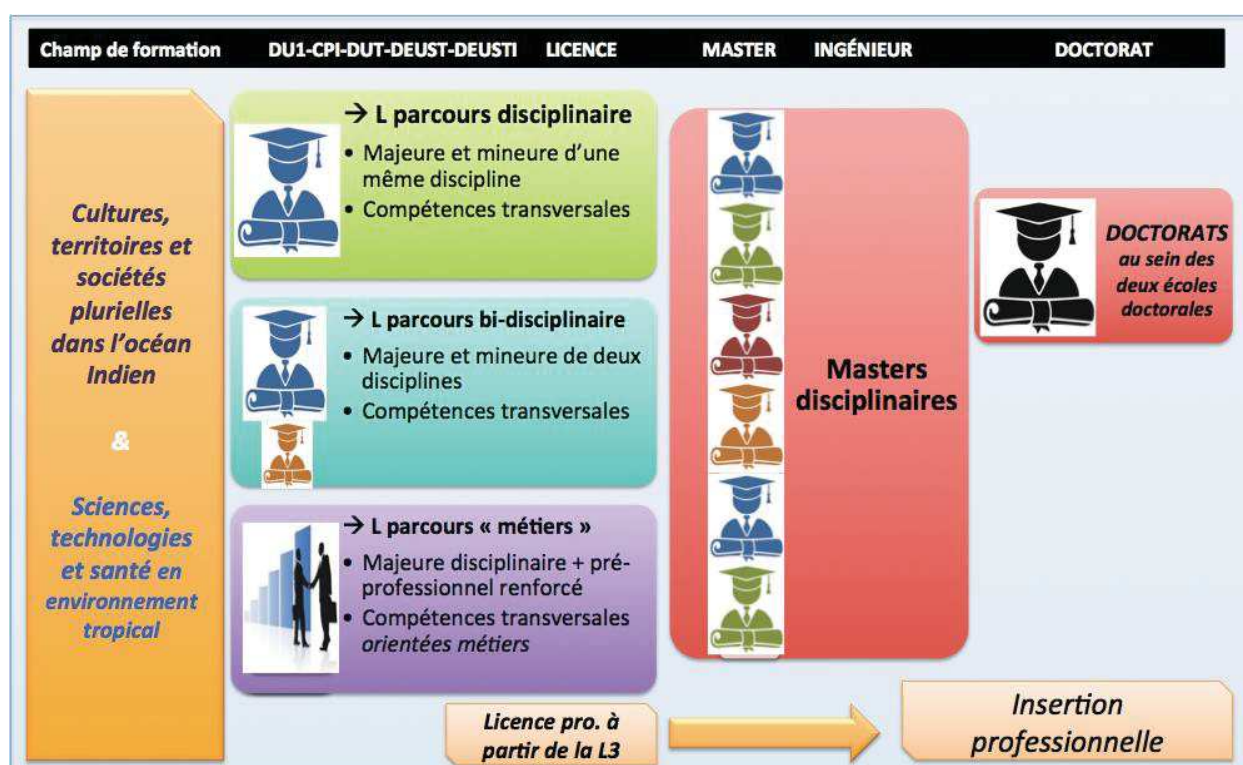 Champ de formation DU1-CPI-DUT-DEUST-DEUSTI LICENCE MASTER INGÉNIEUR DOCTORAT
Cultures,
territoires et
sociétés
plurielles
dans l’océan
Indien
&
Sciences,
technologies
et santé en
environnement
tropical
→ L parcours disciplinaire
• Majeure et mineure d’une
même discipline
• Compétences transversales
→ L parcours bi-disciplinaire
• Majeure et mineure de deux
disciplines
• Compétences transversales
→ L parcours « métiers »
• Majeure disciplinaire + pré-
professionnel renforcé
• Compétences transversales
orientées métiers
Masters
disciplinaires
DOCTORATS
au sein des
deux écoles
doctorales
Licence pro. à
partir de la L3
Insertion
professionnelle